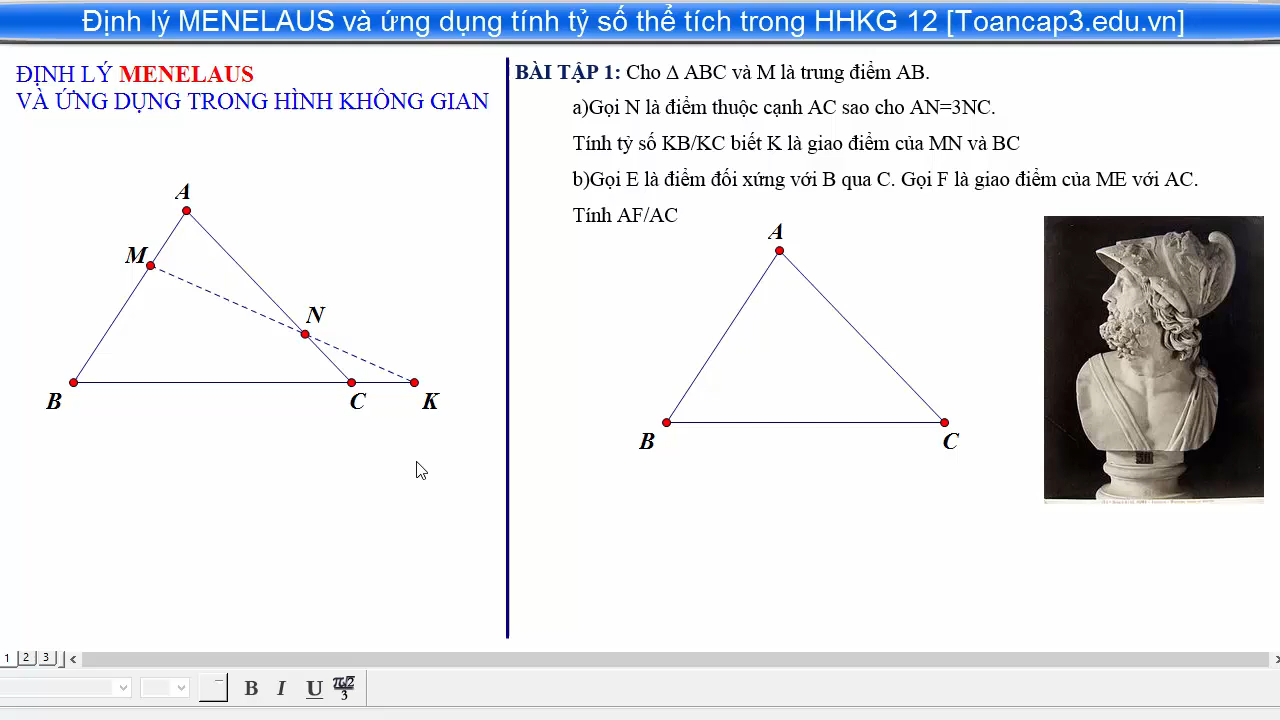 Định lý MENELAUS và ứng dụng tính tỷ số thể tích trong HHKG 12 [Toancap3.edu.vn]
ĐỊNH LÝ MENELAUS
VÀ ỨNG DỤNG TRONG HÌNH KHÔNG GIAN
A
M
N
B
C
K
BÀI TẬP 1: Cho Δ ABC và M là trung điểm AB.
a)Gọi N là điểm thuộc cạnh AC sao cho AN=3NC.
Tính tỷ số KB/KC biết K là giao điểm của MN và BC
b)Gọi E là điểm đối xứng với B qua C. Gọi F là giao điểm của ME với AC.
Tính AF/AC
A
B
C
1 2 3
B I U